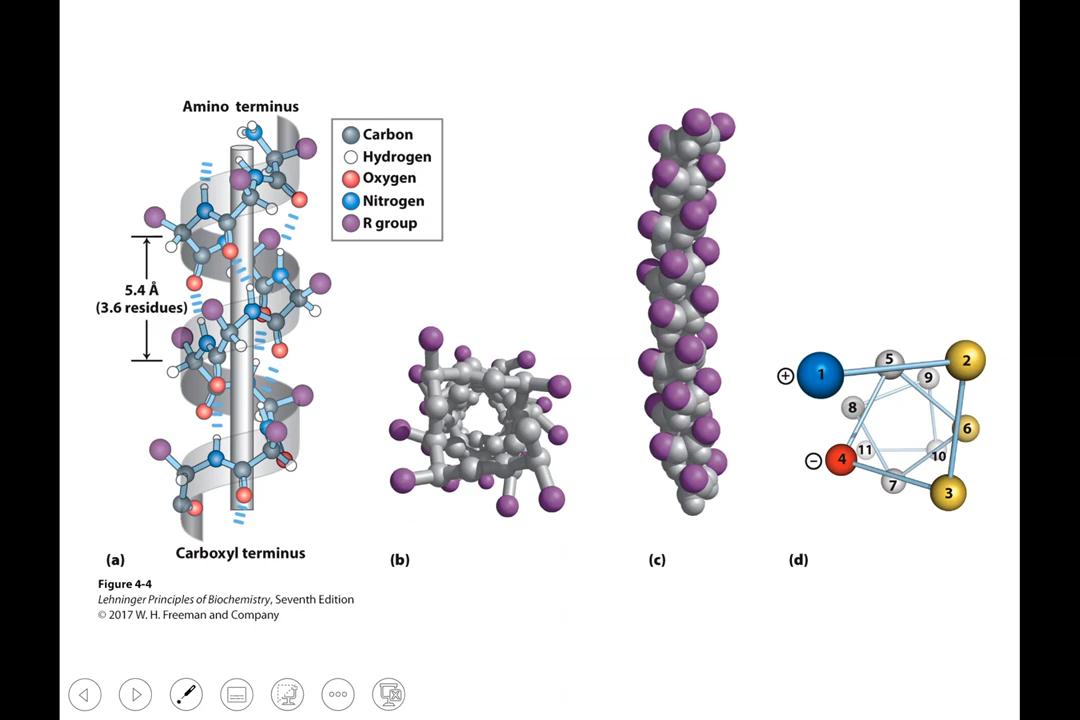 Amino terminus
Carbon
Hydrogen
Oxygen
Nitrogen
R group
5.4 Å
(3.6 residues)
Carboxyl terminus
+
1
5
2
9
8
6
−
4
11
10
7
3
(a)
(b)
(c)
(d)
Figure 4-4
Lehninger Principles of Biochemistry, Seventh Edition
© 2017 W. H. Freeman and Company